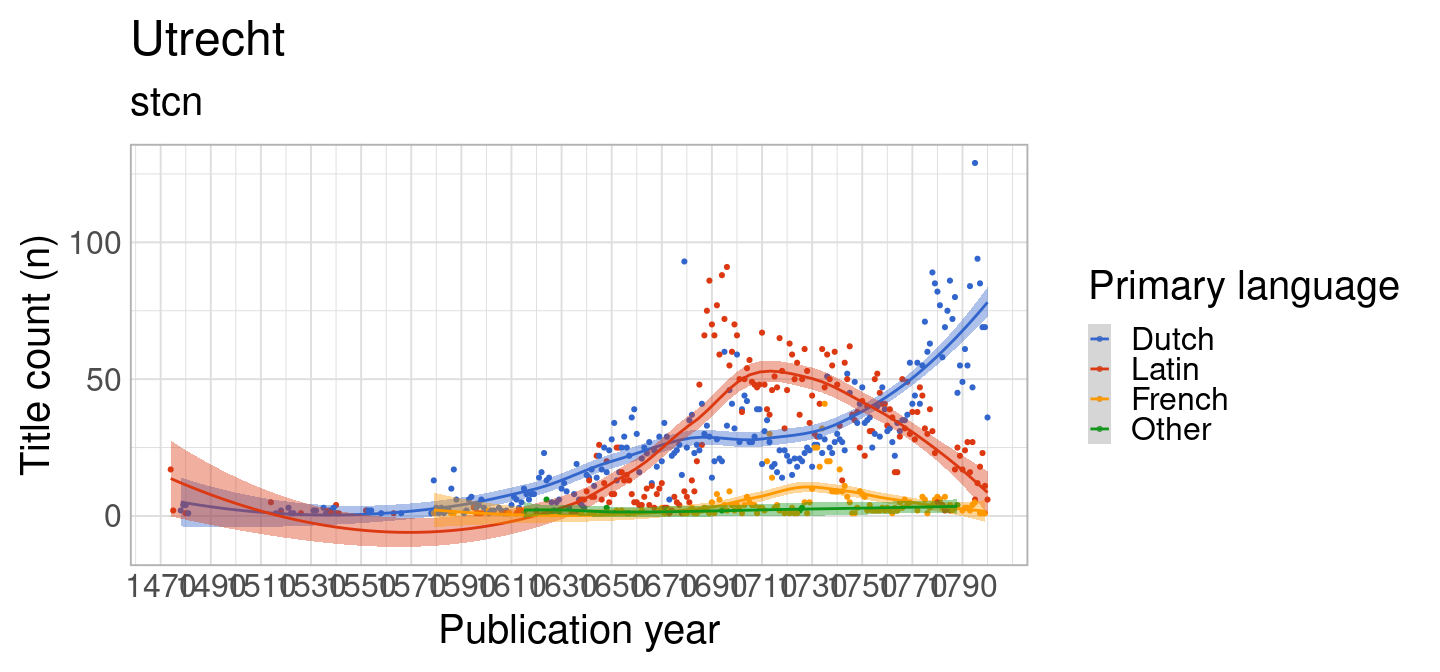 Utrecht
stcn
Title count (n)
100
50
0
1470 1490 1510 1530 1550 1570 1590 1610 1630 1650 1670 1690 1710 1730 1750 1770 1790
Publication year
Primary language
Dutch
Latin
French
Other